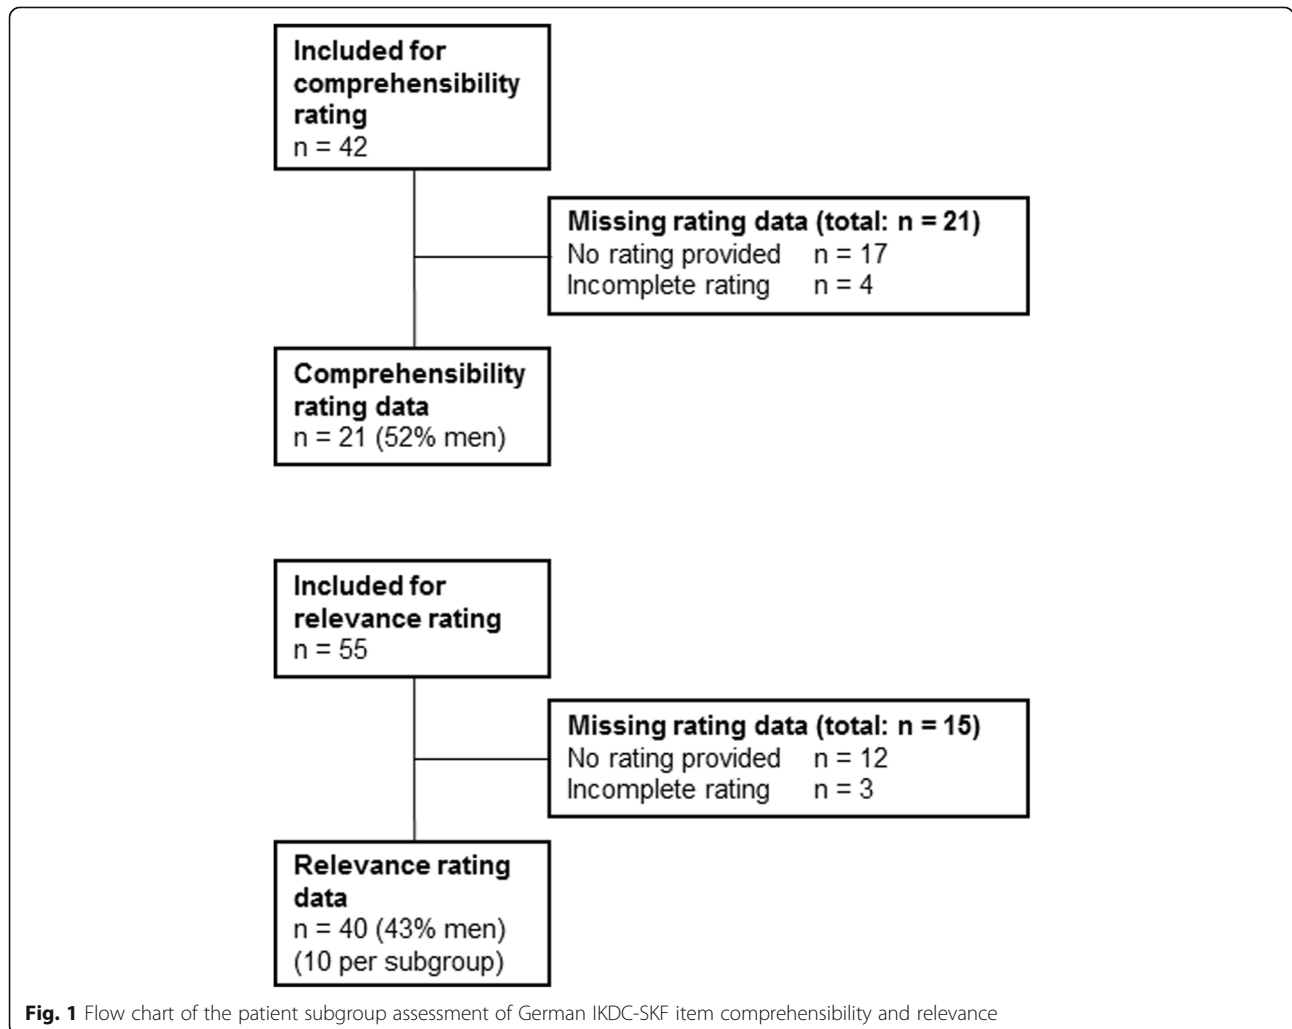 Included for
comprehensibility
rating
n = 42
Missing rating data (total: n = 21)
No rating provided n = 17
Incomplete rating n = 4
Comprehensibility
rating data
n = 21 (52% men)
Included for
relevance rating
n = 55
Missing rating data (total: n = 15)
No rating provided n = 12
Incomplete rating n = 3
Relevance rating
data
n = 40 (43% men)
(10 per subgroup)
Fig. 1 Flow chart of the patient subgroup assessment of German IKDC-SKF item comprehensibility and relevance